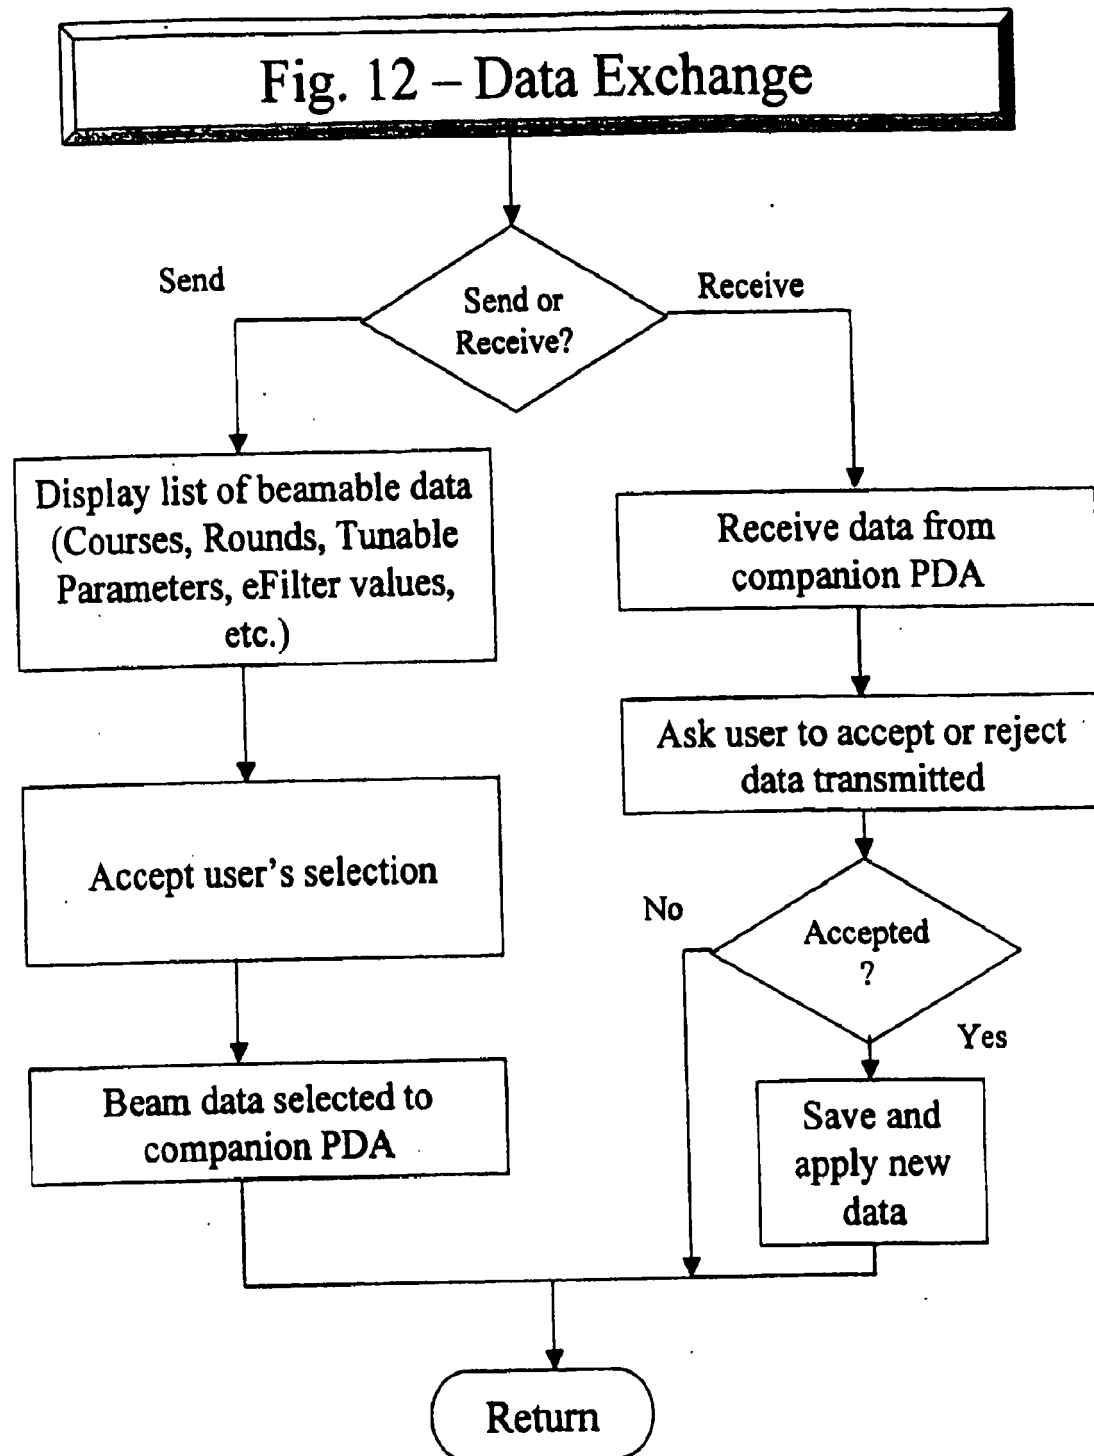 Fig. 12 – Data Exchange
Send
Send or
Receive?
Receive
Display list of beamable data
(Courses, Rounds, Tunable
Parameters, eFilter values,
etc.)
Accept user's selection
Beam data selected to
companion PDA
Receive data from
companion PDA
Ask user to accept or reject
data transmitted
No
Accepted
?
Yes
Save and
apply new
data
Return